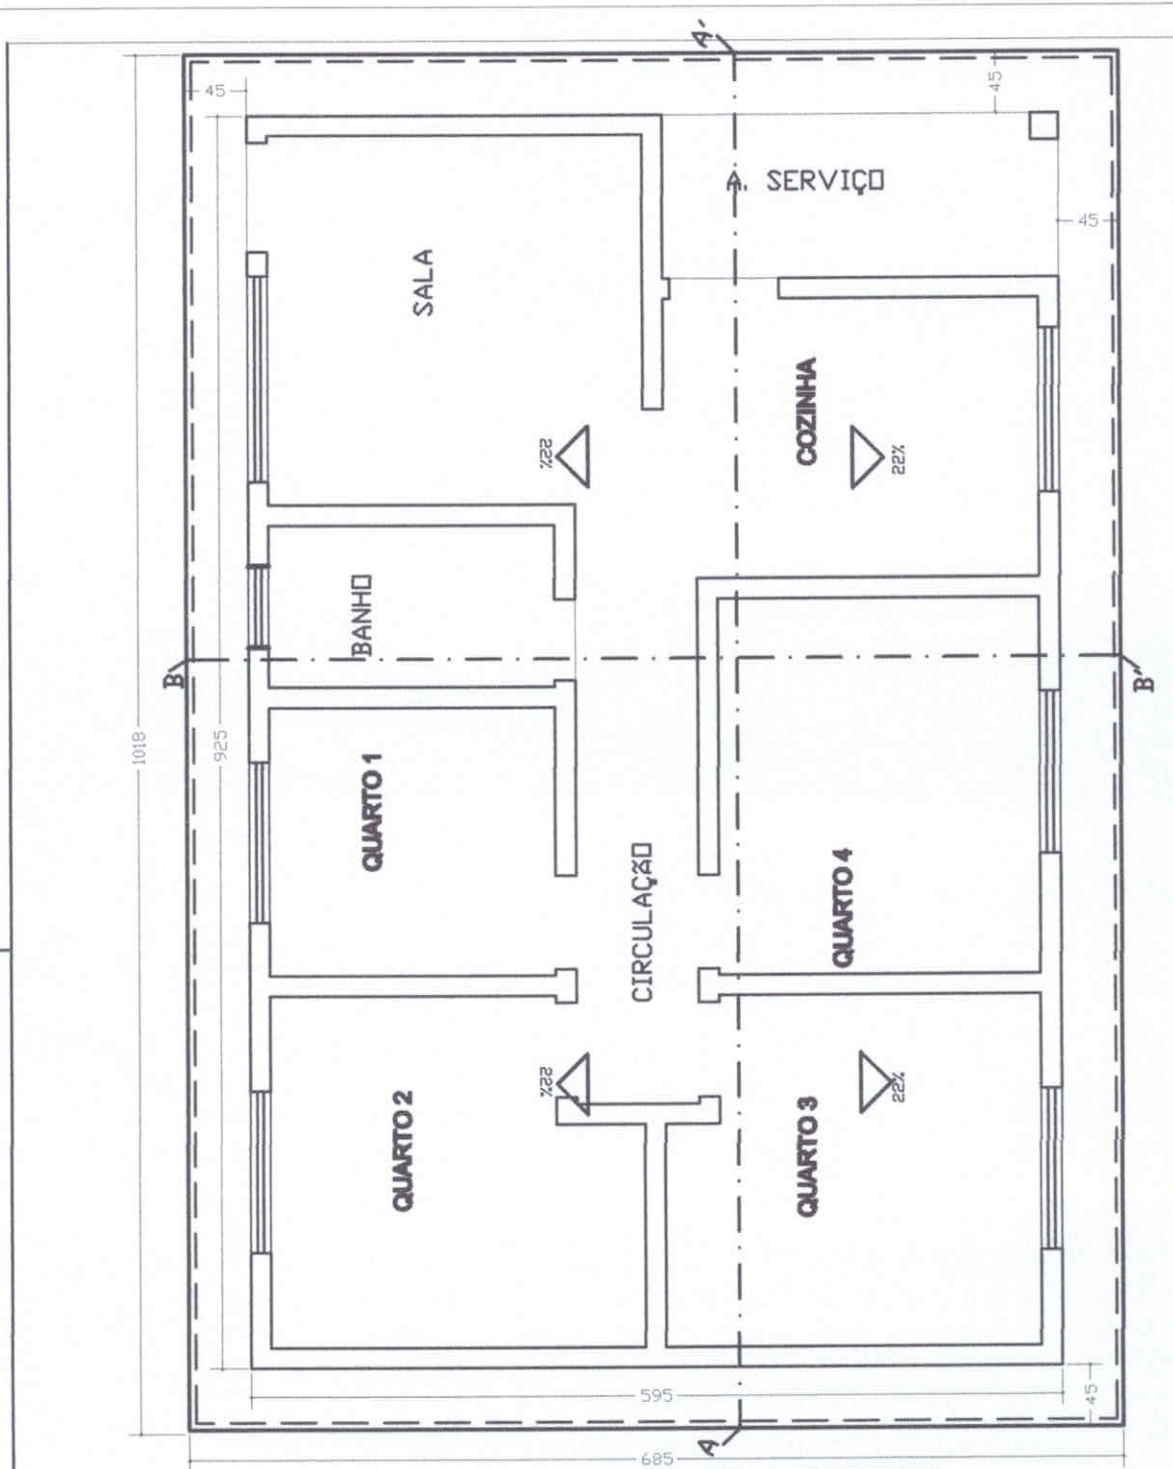 A'
45
45
A. SERVIÇO
45
SALA
COZINHA
22%
22%
BANHO
B
B"
1018
925
QUARTO 1
CIRCULAÇÃO
QUARTO 4
22%
22%
QUARTO 2
QUARTO 3
595
45
A
685